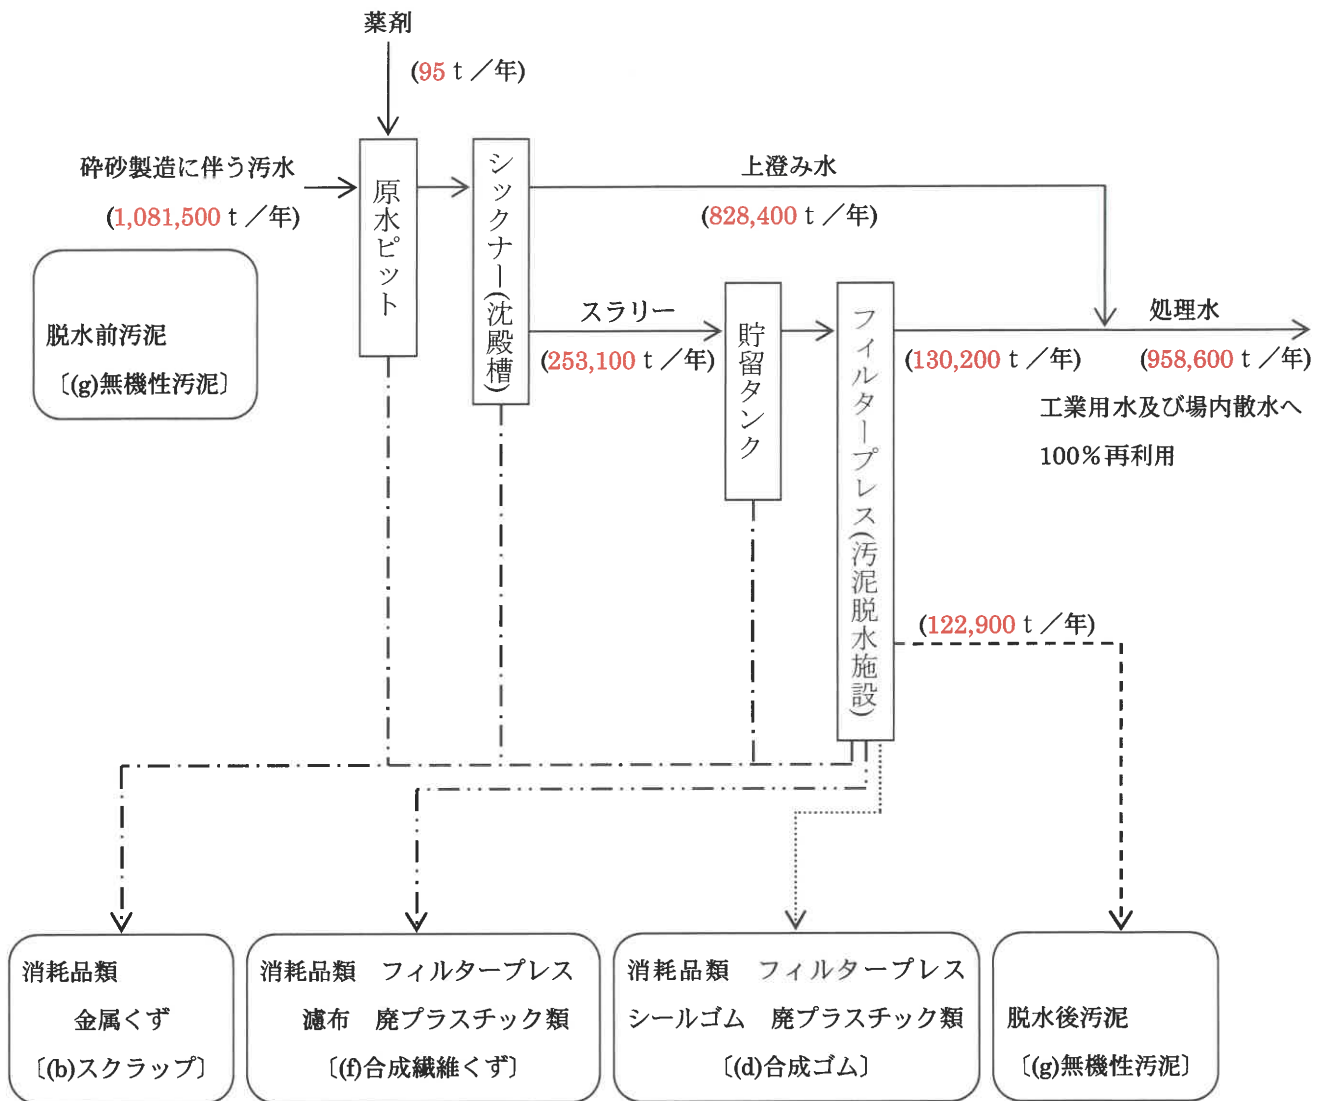 薬剤
(95ｔ／年)
砕砂製造に伴う汚水
(1,081,500ｔ／年)
原水ピット
シックナー(沈殿槽)
上澄み水
(828,400ｔ／年)
脱水前汚泥
〔(g)無機性汚泥〕
スラリー
(253,100ｔ／年)
貯留タンク
フィルタープレス(汚泥脱水施設)
(130,200ｔ／年)
処理水
(958,600ｔ／年)
工業用水及び場内散水へ
100％再利用
(122,900ｔ／年)
消耗品類
金属くず
〔(b)スクラップ〕
消耗品類　フィルタープレス
濾布　廃プラスチック類
〔(f)合成繊維くず〕
消耗品類　フィルタープレス
シールゴム　廃プラスチック類
〔(d)合成ゴム〕
脱水後汚泥
〔(g)無機性汚泥〕